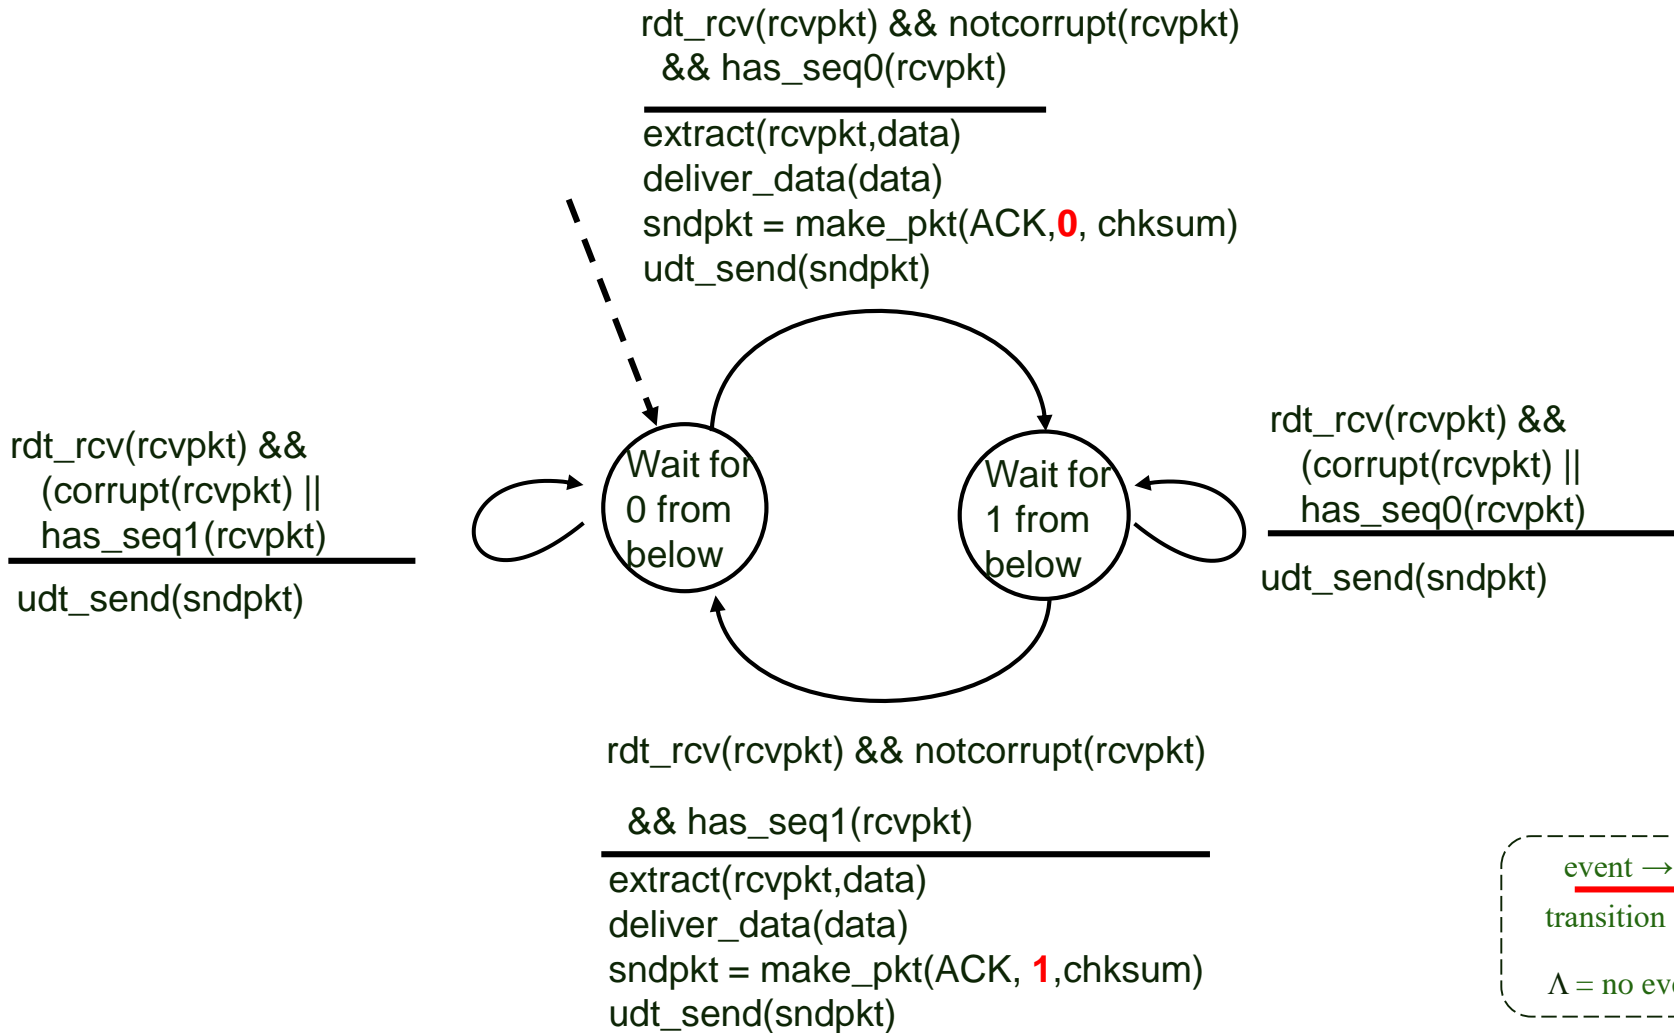 rdt_rcv(rcvpkt) && notcorrupt(rcvpkt)
&& has_seq0(rcvpkt)
extract(rcvpkt,data)
deliver_data(data)
sndpkt = make_pkt(ACK,0, chksum)
udt_send(sndpkt)
rdt_rcv(rcvpkt) &&
(corrupt(rcvpkt) ||
has_seq1(rcvpkt)
udt_send(sndpkt)
Wait for
0 from
below
Wait for
1 from
below
rdt_rcv(rcvpkt) &&
(corrupt(rcvpkt) ||
has_seq0(rcvpkt)
udt_send(sndpkt)
rdt_rcv(rcvpkt) && notcorrupt(rcvpkt)
&& has_seq1(rcvpkt)
extract(rcvpkt,data)
deliver_data(data)
sndpkt = make_pkt(ACK, 1,chksum)
udt_send(sndpkt)
event →
transition
Λ = no eve